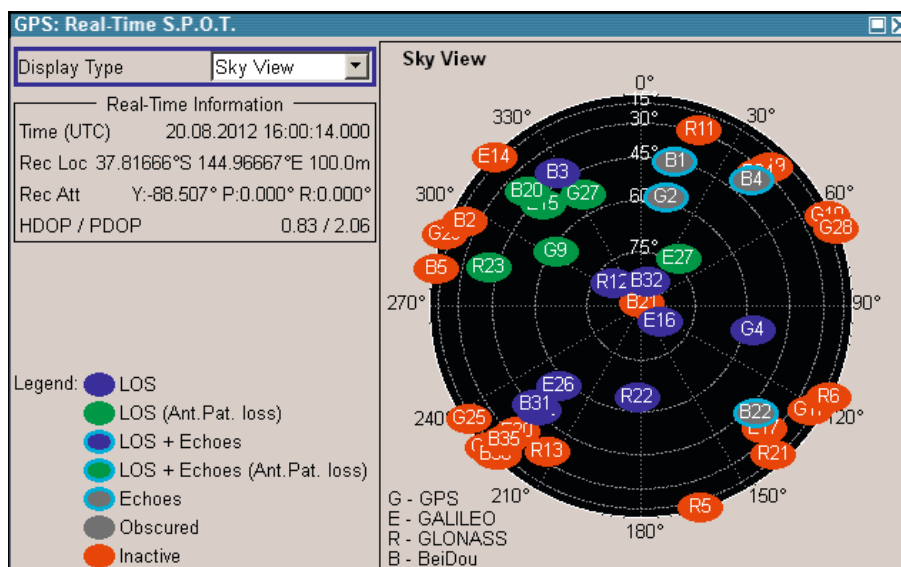 GPS: Real-Time S.P.O.T.
Display Type Sky View
Real-Time Information
Time (UTC) 20.08.2012 16:00:14.000
Rec Loc 37.81666°S 144.96667°E 100.0m
Rec Att Y:-88.507° P:0.000° R:0.000°
HDOP / PDOP 0.83 / 2.06
Legend:
LOS
LOS (Ant.Pat. loss)
LOS + Echoes
LOS + Echoes (Ant.Pat. loss)
Echoes
Obscured
Inactive
Sky View
0°
15°
330° 30° 30°
R11
E14 B3 45° B1
B4
B20 G27 60° G2
300° 60°
B2 G28
G9 75° E27
B5 R23 R12 B32
270° B21 90°
E16 G4
E26 R22
B31 B22 R6
240° G25 120°
B35 R13 R21
G - GPS 210° R5 150°
E - GALILEO
R - GLONASS 180°
B - BeiDou